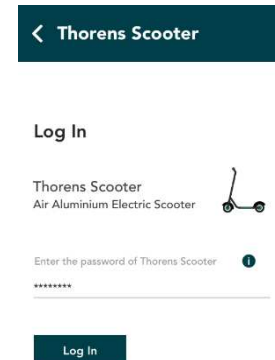 Thorens Scooter
Log In
Thorens Scooter
Air Aluminium Electric Scooter
Enter the password of Thorens Scooter
********
Log In